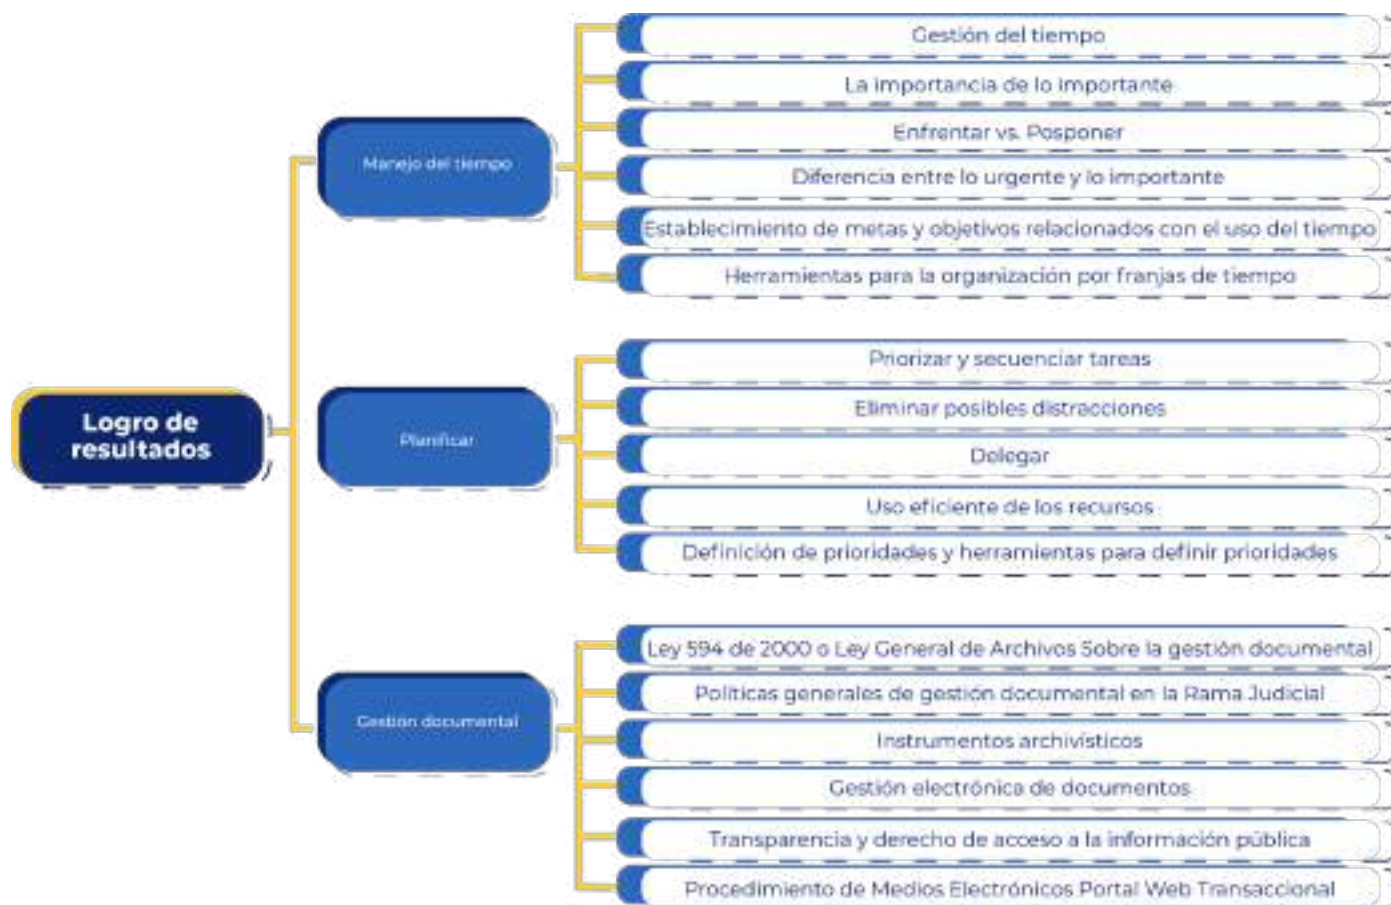 Gestión del tiempo
La importancia de lo importante
Enfrentar vs. Posponer
Manejo del tiempo
Diferencia entre lo urgente y lo importante
Establecimiento de metas y objetivos relacionados con el uso del tiempo
Herramientas para la organización por franjas de tiempo
Logro de
resultados
Planificar
Priorizar y secuenciar tareas
Eliminar posibles distracciones
Delegar
Uso eficiente de los recursos
Definición de prioridades y herramientas para definir prioridades
Gestión documental
Ley 594 de 2000 o Ley General de Archivos Sobre la gestión documental
Políticas generales de gestión documental en la Rama Judicial
Instrumentos archivísticos
Gestión electrónica de documentos
Transparencia y derecho de acceso a la información pública
Procedimiento de Medios Electrónicos Portal Web Transaccional